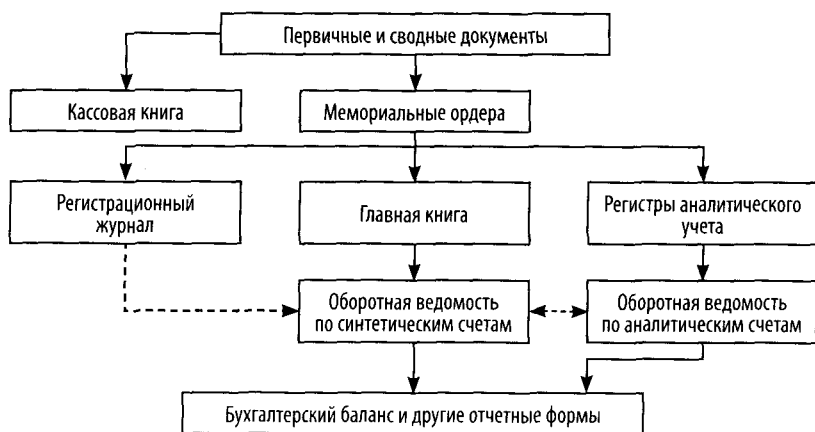 Первичные и сводные документы
Кассовая книга
Мемориальные ордера
Регистрационный
журнал
Главная книга
Регистры аналитического
учета
Оборотная ведомость
по синтетическим счетам
Оборотная ведомость
по аналитическим счетам
Бухгалтерский баланс и другие отчетные формы